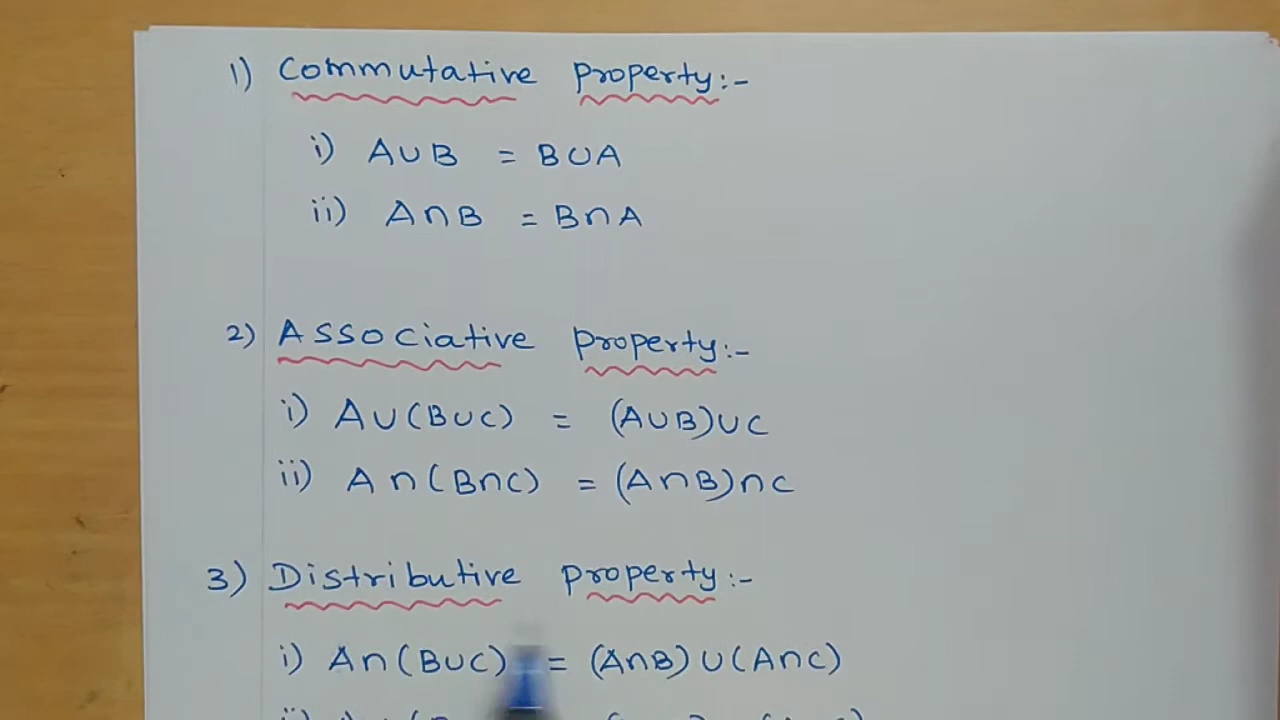 1) Commutative property:-
i) A∪B = B∪A
ii) A∩B = B∩A
2) Associative property:-
i) A∪(B∪C) = (A∪B)∪C
ii) A∩(B∩C) = (A∩B)∩C
3) Distributive property:-
i) A∩(B∪C) = (A∩B)∪(A∩C)